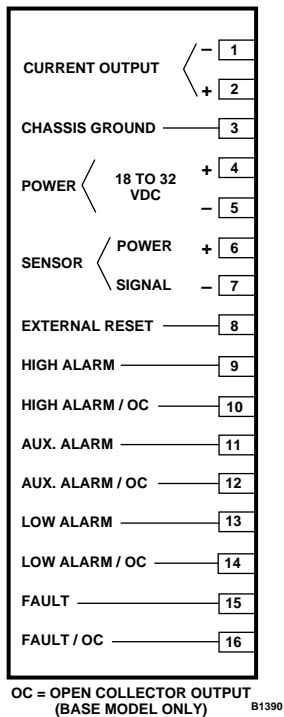 CURRENT OUTPUT
– 1
+ 2
CHASSIS GROUND 3
POWER 18 TO 32 VDC
+ 4
– 5
SENSOR
POWER + 6
SIGNAL – 7
EXTERNAL RESET 8
HIGH ALARM 9
HIGH ALARM / OC 10
AUX. ALARM 11
AUX. ALARM / OC 12
LOW ALARM 13
LOW ALARM / OC 14
FAULT 15
FAULT / OC 16
OC = OPEN COLLECTOR OUTPUT
(BASE MODEL ONLY) B1390